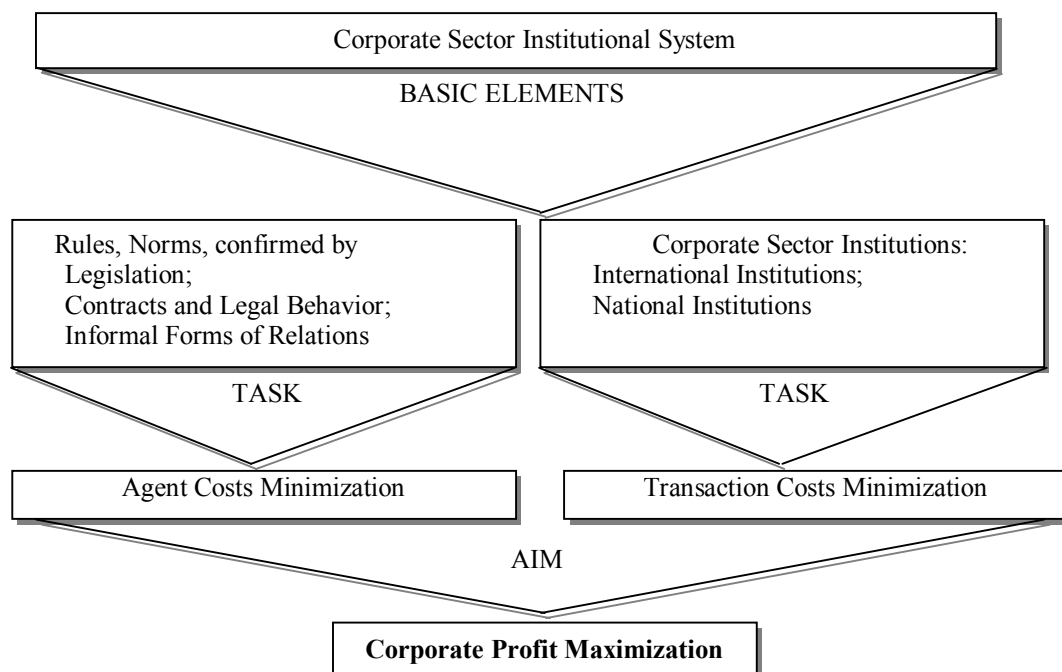 Corporate Sector Institutional System
BASIC ELEMENTS
Rules, Norms, confirmed by
Legislation;
Contracts and Legal Behavior;
Informal Forms of Relations
Corporate Sector Institutions:
International Institutions;
National Institutions
TASK
TASK
Agent Costs Minimization
Transaction Costs Minimization
AIM
Corporate Profit Maximization